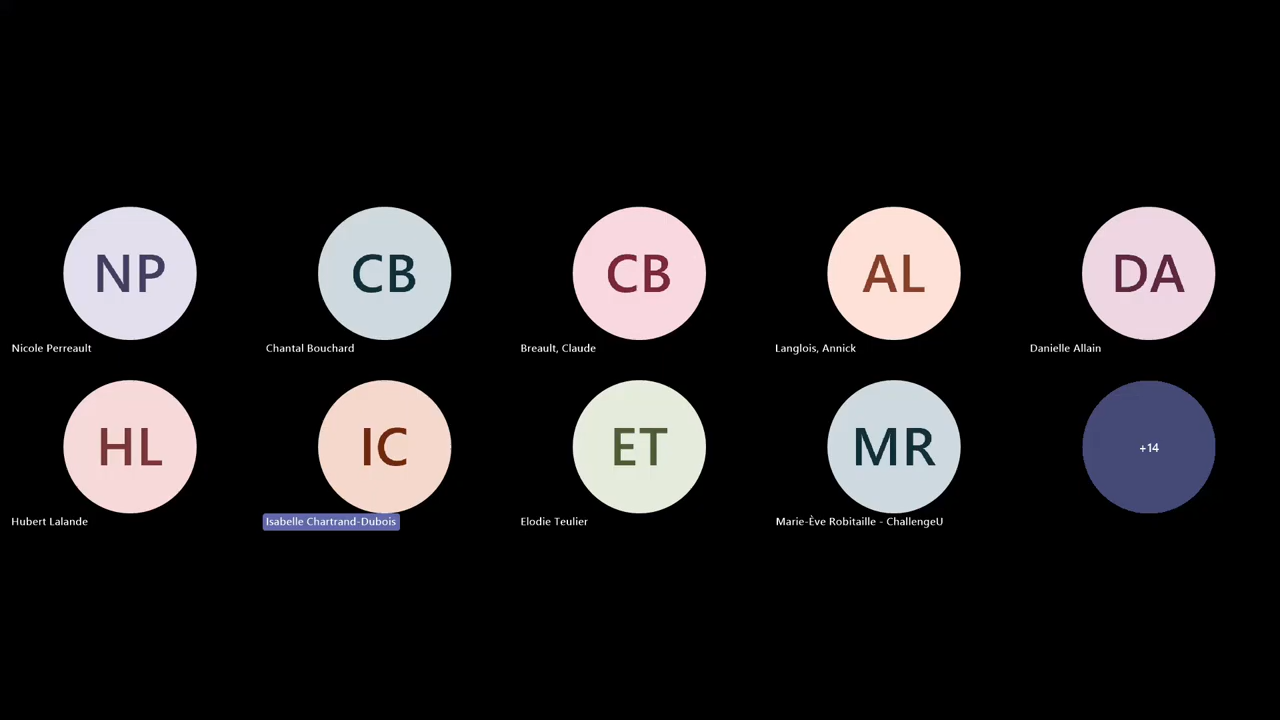 NP
CB
CB
AL
DA
Nicole Perreault
Chantal Bouchard
Breault, Claude
Langlois, Annick
Danielle Allain
HL
IC
ET
MR
+14
Hubert Lalande
Isabelle Chartrand-Dubois
Elodie Teulier
Marie-Ève Robitaille - ChallengeU